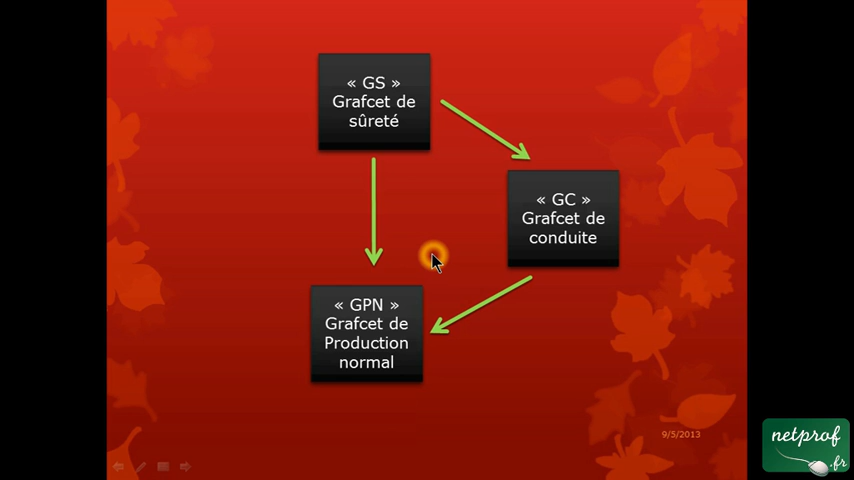 « GS »
Grafcet de
sûreté
« GC »
Grafcet de
conduite
« GPN »
Grafcet de
Production
normal
9/5/2013
netprof
.fr